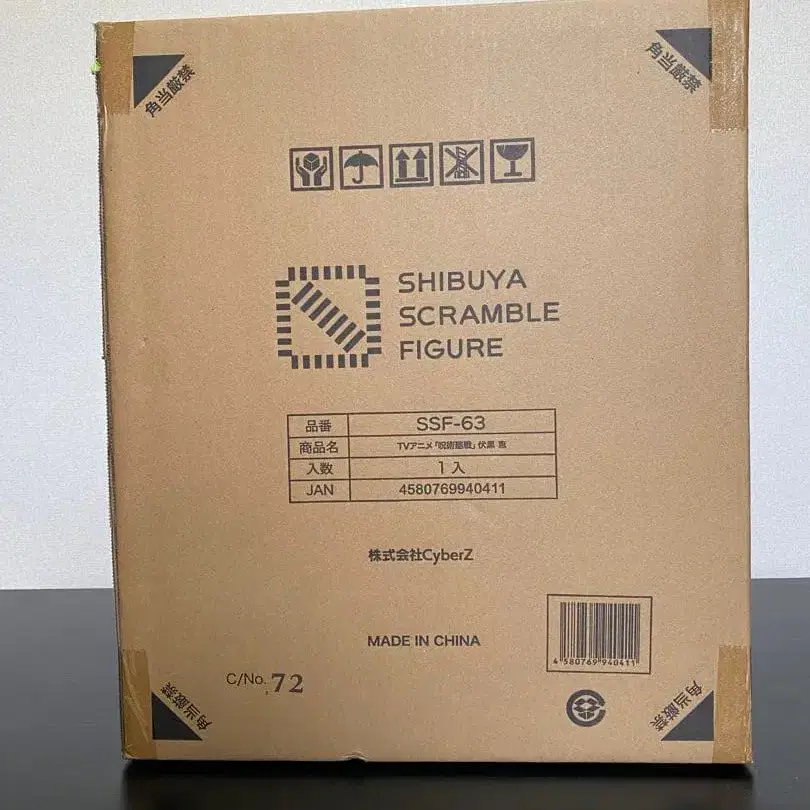 角当厳禁
角当厳禁
SHIBUYA
SCRAMBLE
FIGURE
品番 SSF-63
商品名 TVアニメ「呪術廻戦」伏黒 恵
入数 1入
JAN 4580769940411
株式会社CyberZ
MADE IN CHINA
4 580769 940411
C/No. 72
角当厳禁
角当厳禁